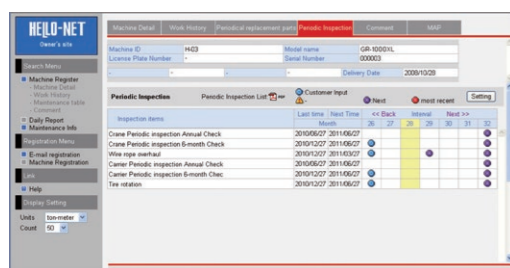 HELLO-NET
Owner's site
Machine Detail Work History Periodical replacement parts Periodic Inspection Comment MAP
Machine ID H-03 Model name GR-1000XL
License Plate Number - Serial Number 000003
- - - - Delivery Date 2008/10/28
Search Menu
Machine Register
- Machine Detail
- Work History
- Maintenance table
- Comment
Daily Report
Maintenance Info
Registration Menu
E-mail registration
Machine Registration
Link
Help
Display Setting
Units ton-meter
Count 50
Periodic Inspection Periodic Inspection List Customer Input Next most recent Setting
Inspection items Last time Next Time << Back Interval Next >>
Month 26 27 28 29 30 31 32
Crane Periodic inspection Annual Check 2010/06/27 2011/06/27
Crane Periodic inspection 6-month Check 2010/12/27 2011/06/27
Wire rope overhaul 2010/12/27 2011/03/27
Carrier Periodic inspection Annual Check 2010/06/27 2011/06/27
Carrier Periodic inspection 6-month Chec 2010/12/27 2011/06/27
Tire rotation 2010/12/27 2011/06/27